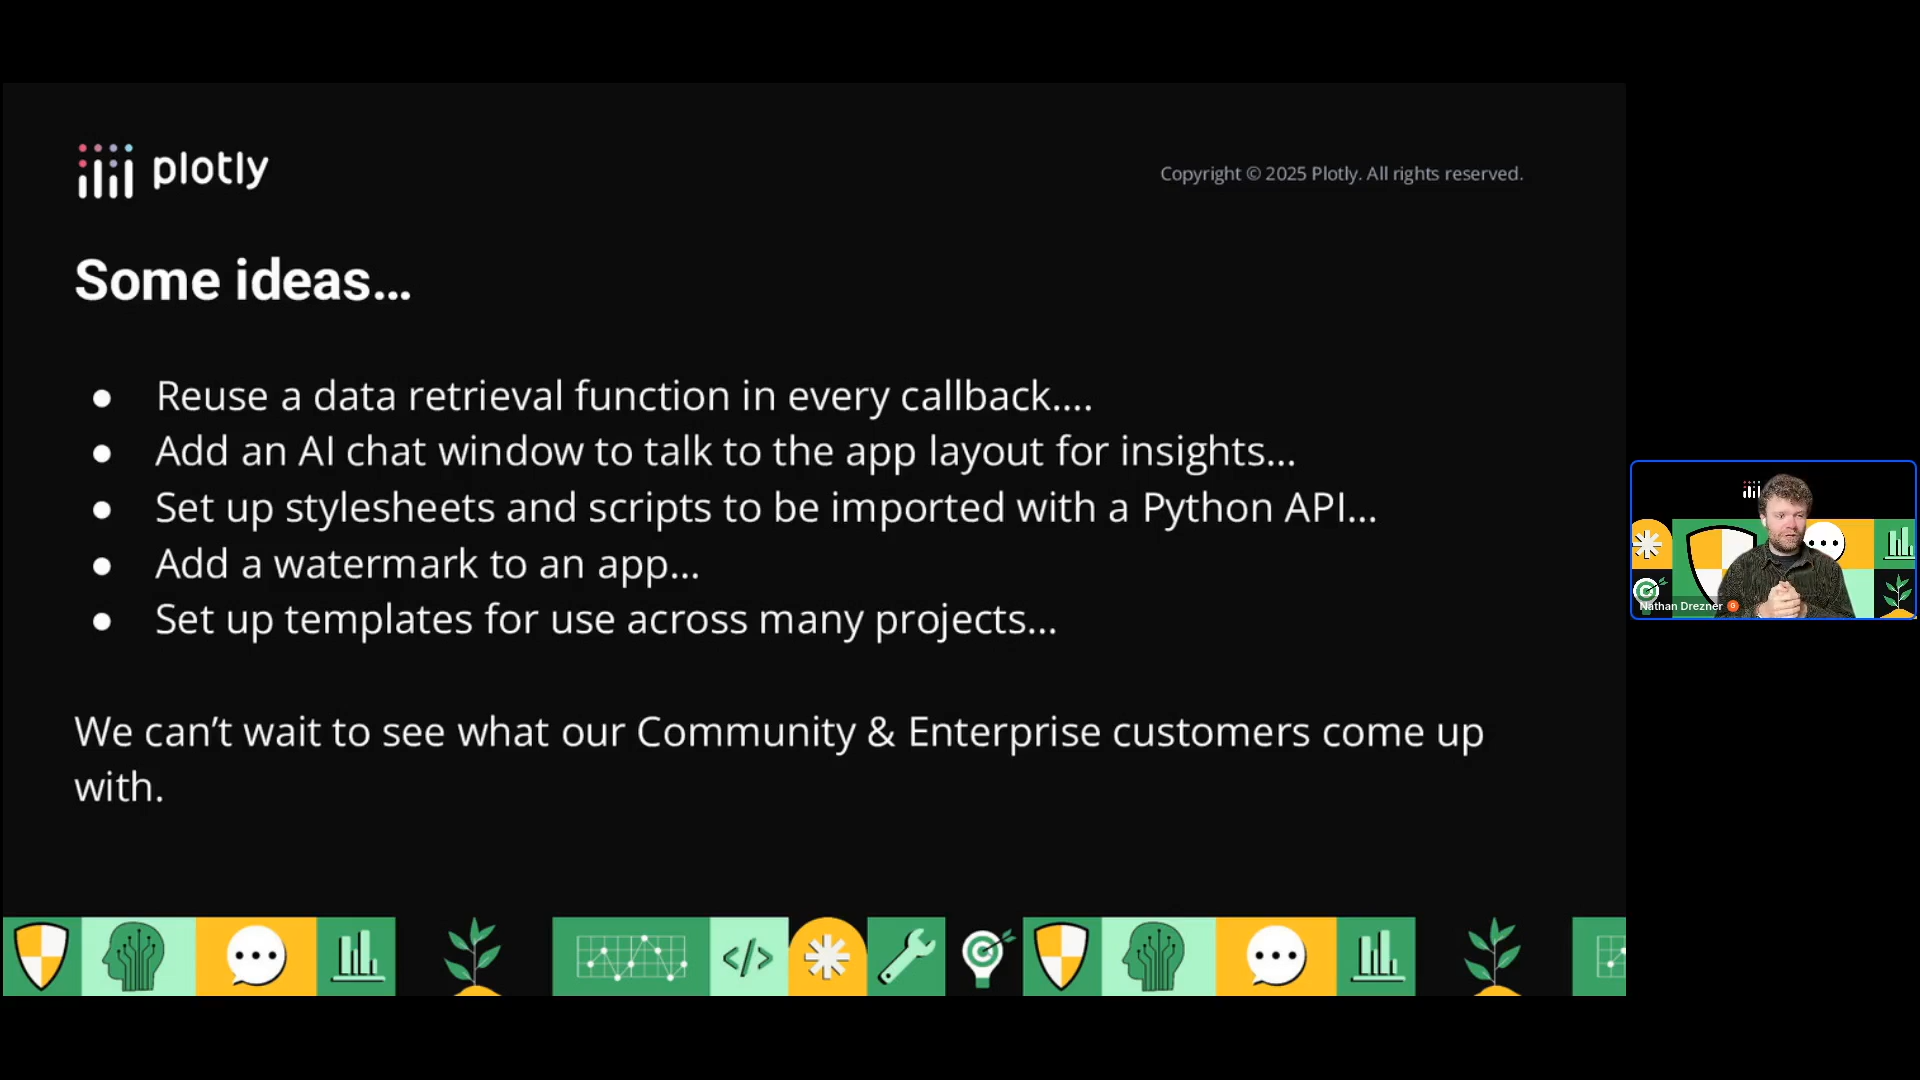 plotly
Copyright © 2025 Plotly. All rights reserved.
Some ideas...
● Reuse a data retrieval function in every callback....
● Add an AI chat window to talk to the app layout for insights...
● Set up stylesheets and scripts to be imported with a Python API...
● Add a watermark to an app...
● Set up templates for use across many projects...
We can’t wait to see what our Community & Enterprise customers come up
with.
</>
</>
Nathan Drezner